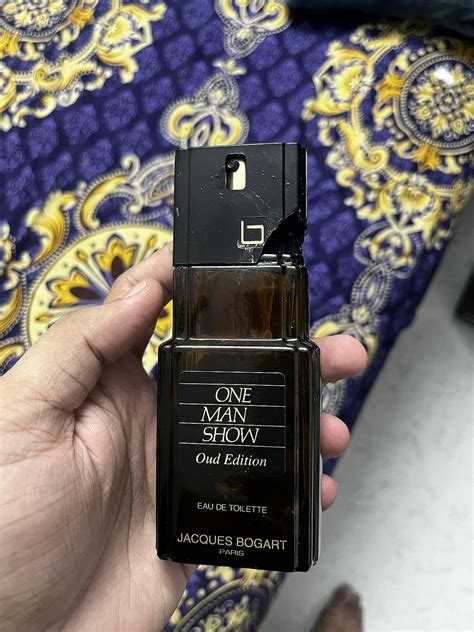 b
ONE
MAN
SHOW
Oud Edition
EAU DE TOILETTE
JACQUES BOGART
PARIS